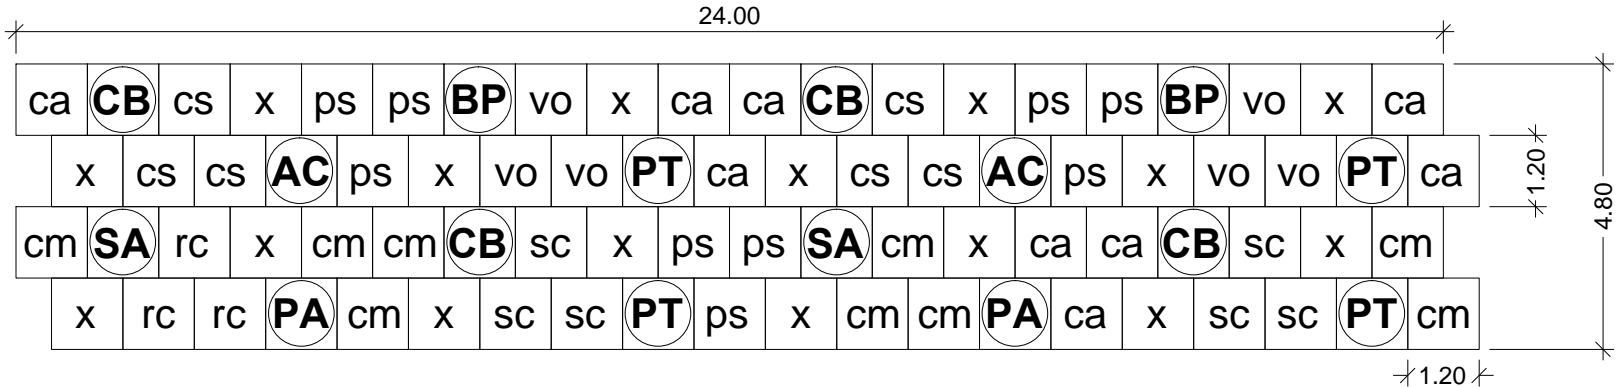 24.00
ca CB cs x ps ps BP vo x ca ca CB cs x ps ps BP vo x ca
x cs cs AC ps x vo vo PT ca x cs cs AC ps x vo vo PT ca
1.20
4.80
cm SA rc x cm cm CB sc x ps ps SA cm x ca ca CB sc x cm
x rc rc PA cm x sc sc PT ps x cm cm PA ca x sc sc PT cm
1.20